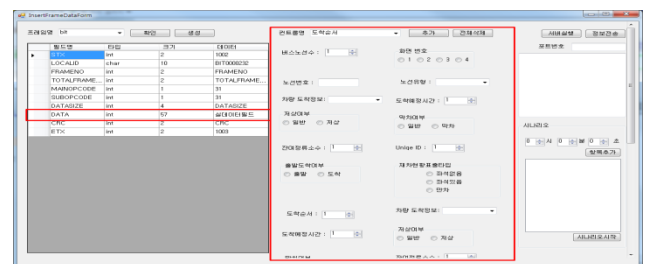 InsertFrameDataForm
프레임명 bit 확인 생성
필드명 타입 크기 데이터
STX int 2 1002
LOCALID char 10 BIT0008232
FRAMENO int 2 FRAMENO
TOTALFRAME... int 2 TOTALFRAME...
MAINOPCODE int 1 31
SUBOPCODE int 1 31
DATASIZE int 4 DATASIZE
DATA int 57 실데이터필드
CRC int 2 CRC
ETX int 2 1003
컨트롤명 도착순서 추가 전체삭제
버스노선수 : 1 화면 번호
1 2 3 4
노선번호 : 노선유형 :
차량 도착정보: 도착예정시간 : 1
저상여부 막차여부
일반 저상 일반 막차
잔여정류소수 : 1 Uniqe ID : 1
출발도착여부 재차현황표출타입
출발 도착 좌석없음
좌석있음
만차
도착순서 : 1 차량 도착정보:
도착예정시간 : 1 저상여부
일반 저상
잔여정류소수 : 1
서버실행 정보전송
포트번호
시나리오
0 시 0 분 0 초
항목추가
시나리오시작